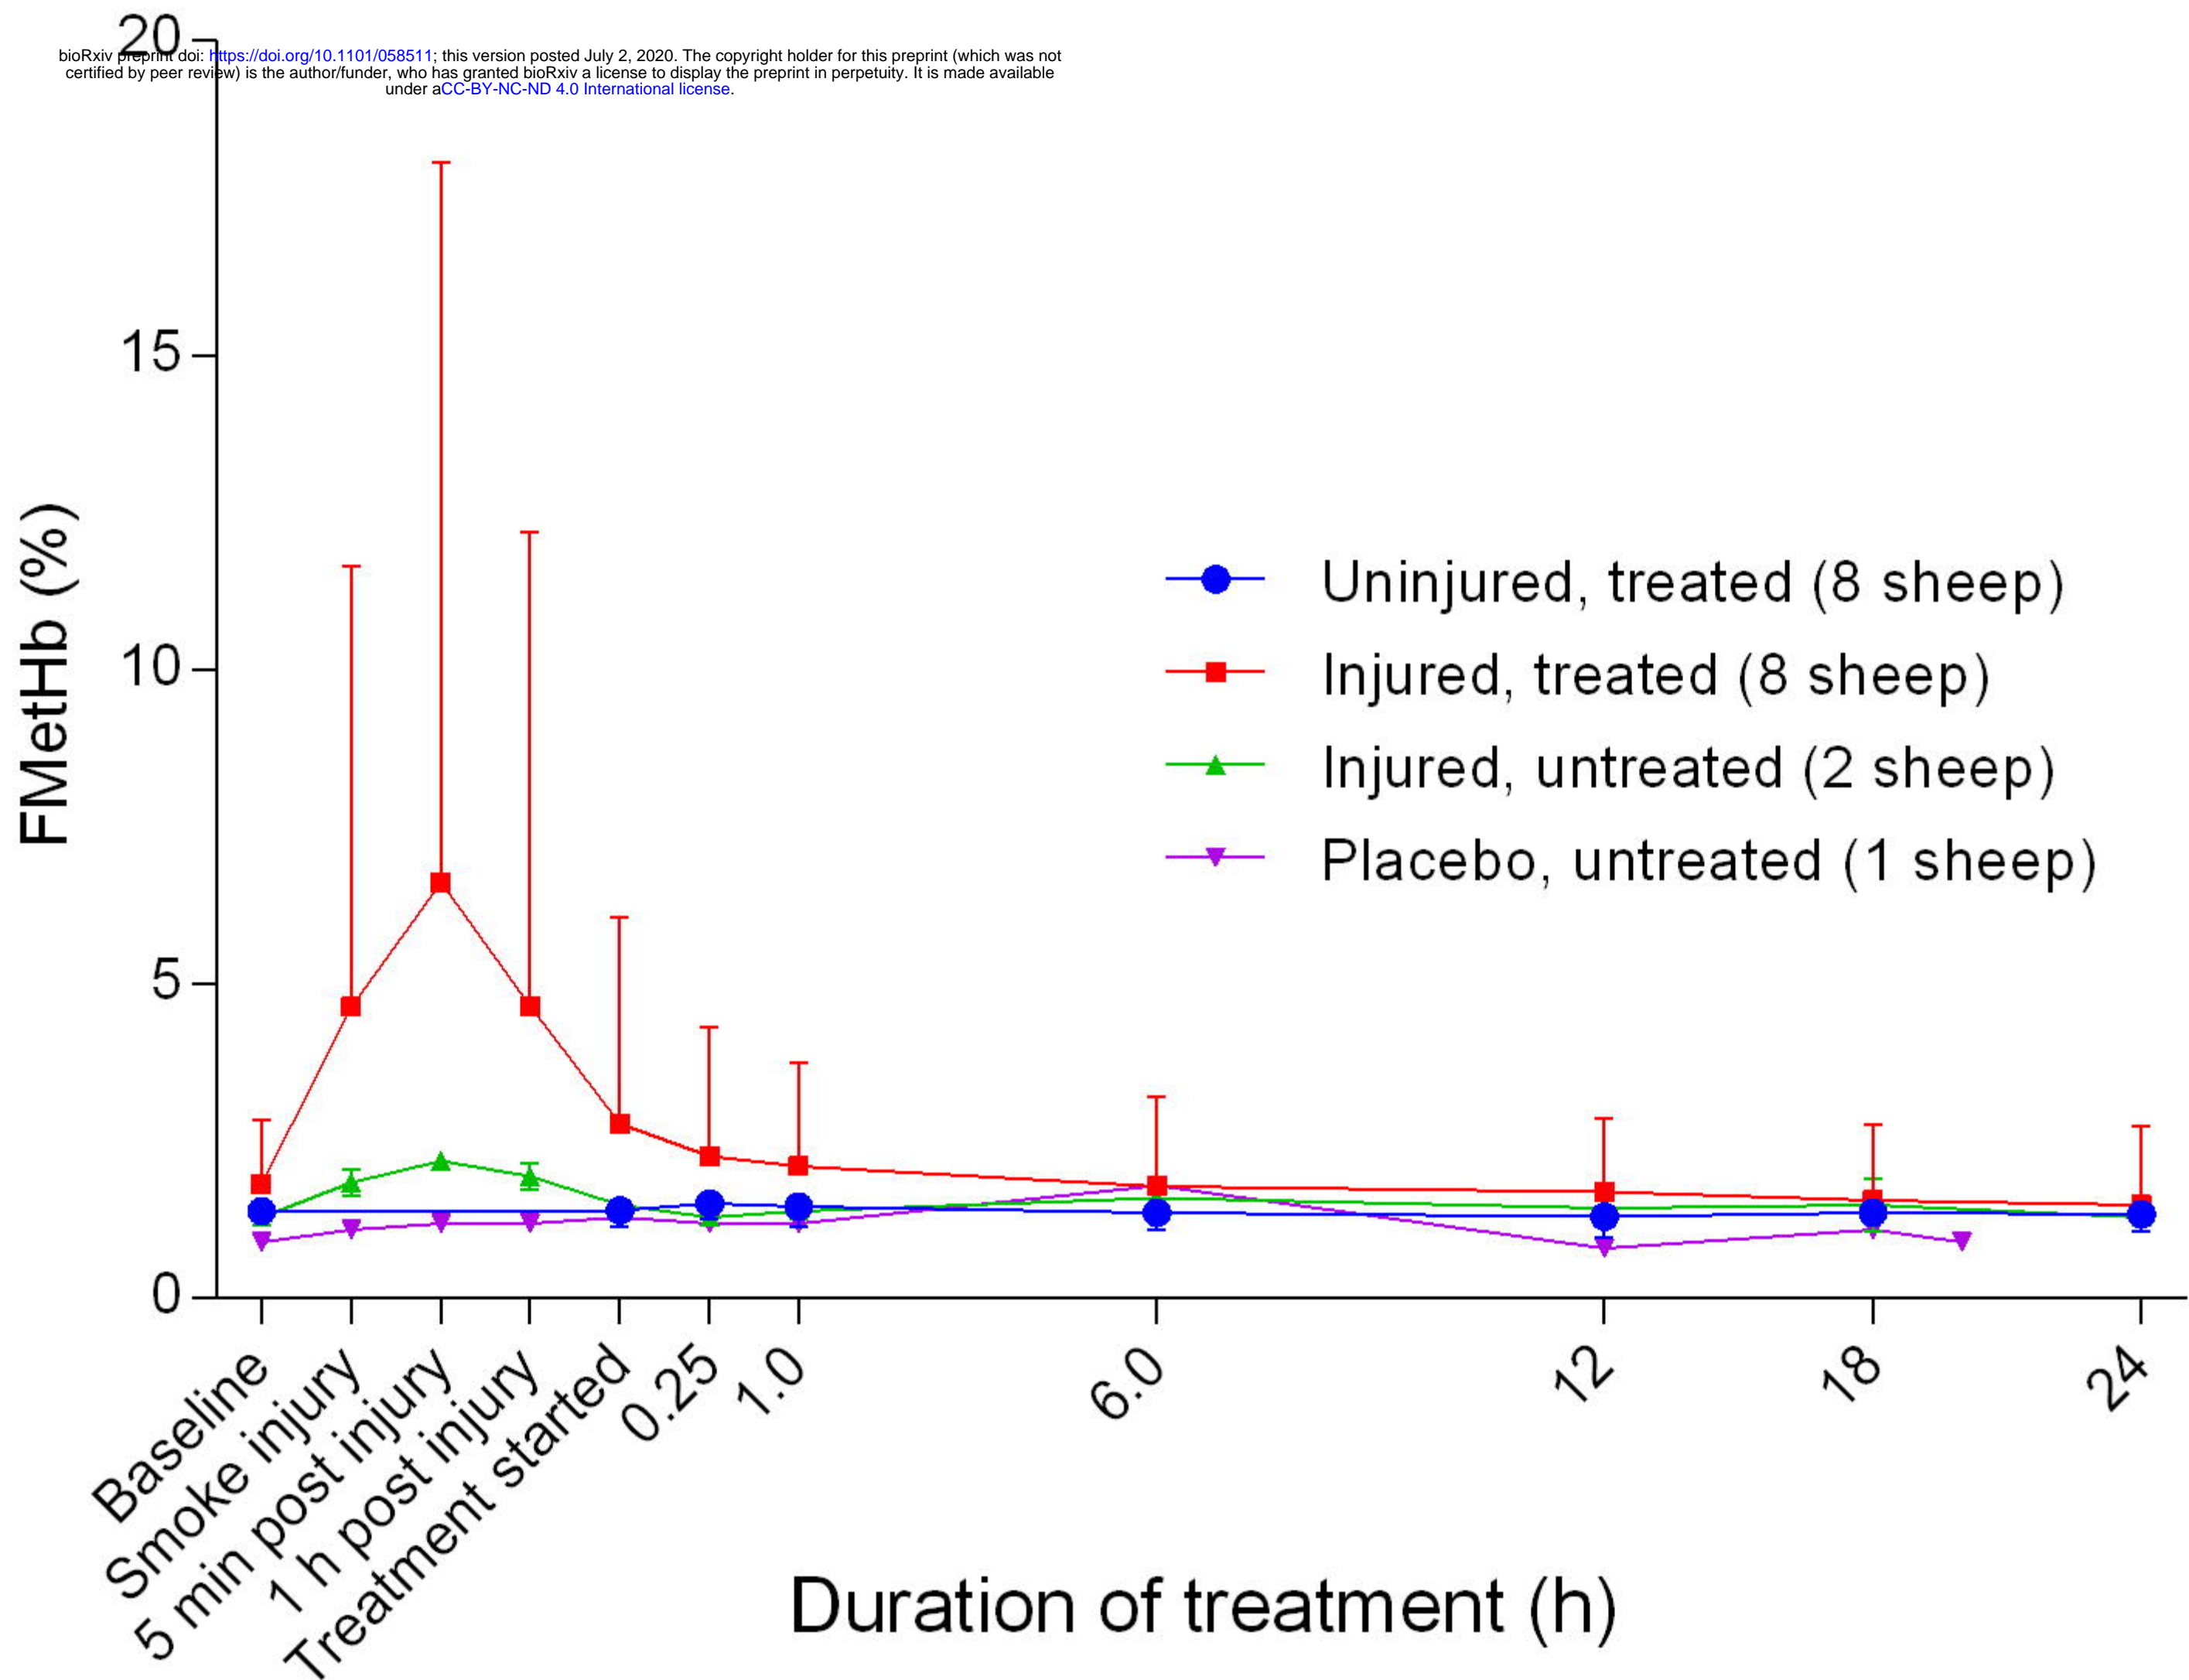 20
bioRxiv preprint doi: https://doi.org/10.1101/058511; this version posted July 2, 2020. The copyright holder for this preprint (which was not
certified by peer review) is the author/funder, who has granted bioRxiv a license to display the preprint in perpetuity. It is made available
under aCC-BY-NC-ND 4.0 International license.
15
10
5
0
FMetHb (%)
Uninjured, treated (8 sheep)
Injured, treated (8 sheep)
Injured, untreated (2 sheep)
Placebo, untreated (1 sheep)
Baseline
Smoke injury
5 min post injury
1 h post injury
Treatment started
0.25
1.0
6.0
12
18
24
Duration of treatment (h)